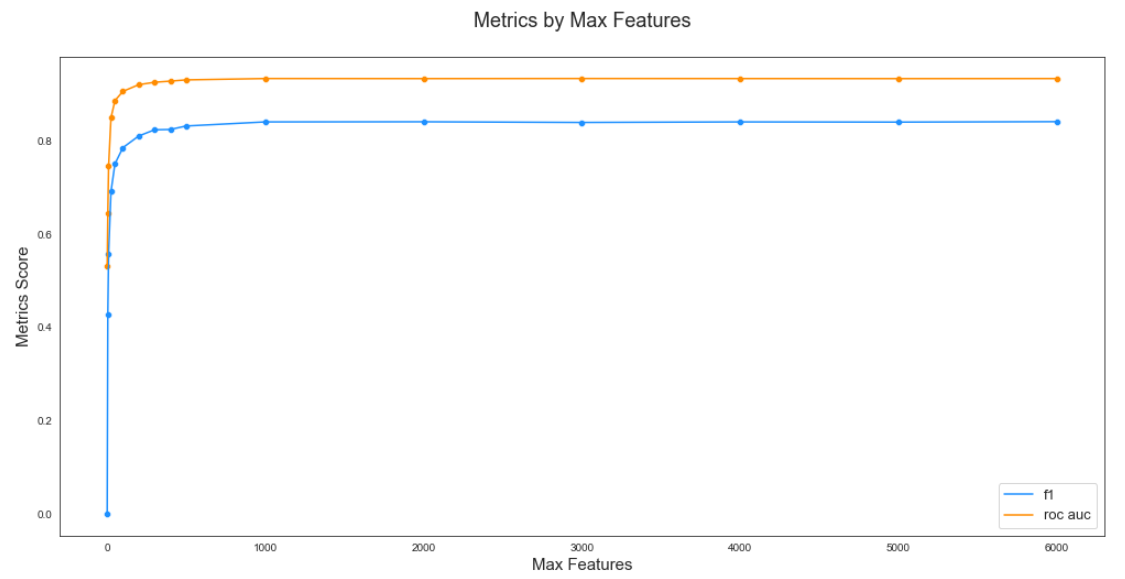 Metrics by Max Features
Metrics Score
0.8
0.6
0.4
0.2
0.0
0 1000 2000 3000 4000 5000 6000
Max Features
f1
roc auc